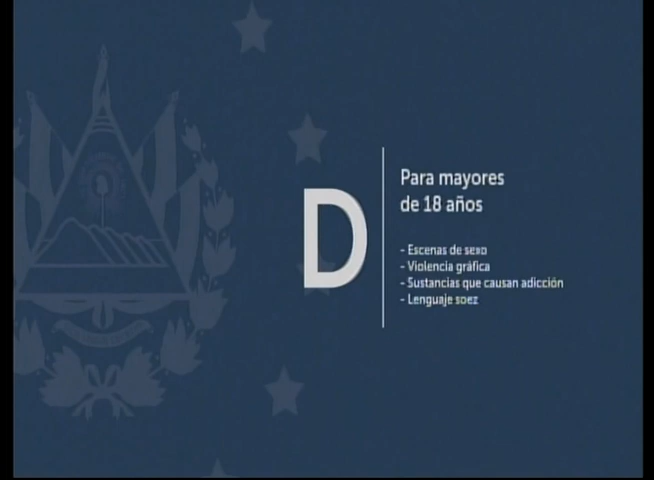 D
Para mayores
de 18 años
- Escenas de sexo
- Violencia gráfica
- Sustancias que causan adicción
- Lenguaje soez